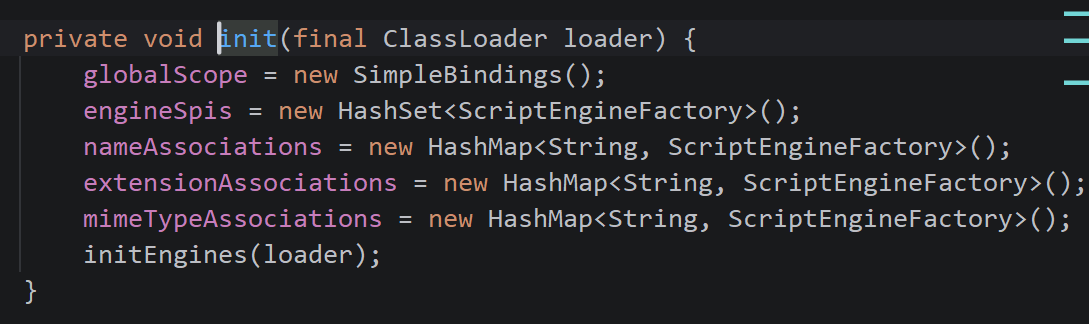 private void init(final ClassLoader loader) {
    globalScope = new SimpleBindings();
    engineSpis = new HashSet<ScriptEngineFactory>();
    nameAssociations = new HashMap<String, ScriptEngineFactory>();
    extensionAssociations = new HashMap<String, ScriptEngineFactory>();
    mimeTypeAssociations = new HashMap<String, ScriptEngineFactory>();
    initEngines(loader);
}